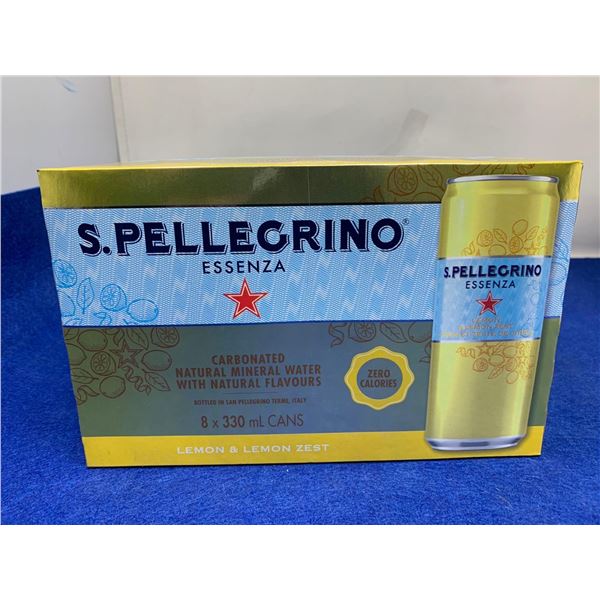 S.PELLEGRINO®
ESSENZA
CARBONATED
NATURAL MINERAL WATER
WITH NATURAL FLAVOURS
BOTTLED IN SAN PELLEGRINO TERME, ITALY
8 x 330 mL CANS
ZERO
CALORIES
LEMON & LEMON ZEST
S.PELLEGRINO
ESSENZA